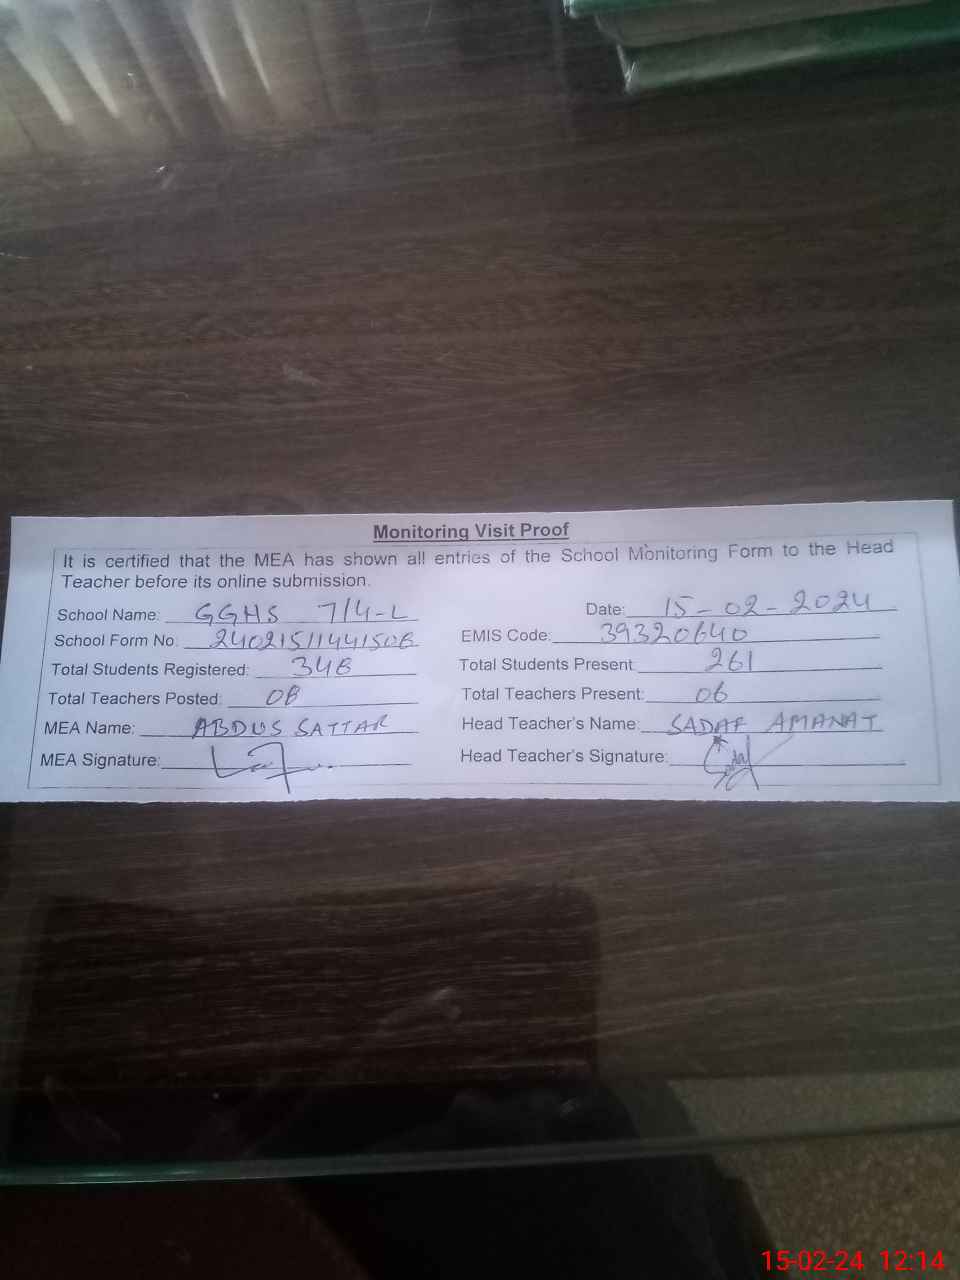 Monitoring Visit Proof
It is certified that the MEA has shown all entries of the School Monitoring Form to the Head
Teacher before its online submission.
School Name: GGHS 7/4-L Date: 15-02-2024
School Form No: 24021511441508 EMIS Code: 39320640
Total Students Registered: 348 Total Students Present 261
Total Teachers Posted: 08 Total Teachers Present: 06
MEA Name: ABDUS SATTAR Head Teacher's Name: SADAF AMANAT
MEA Signature: Head Teacher's Signature:
15-02-24 12:14